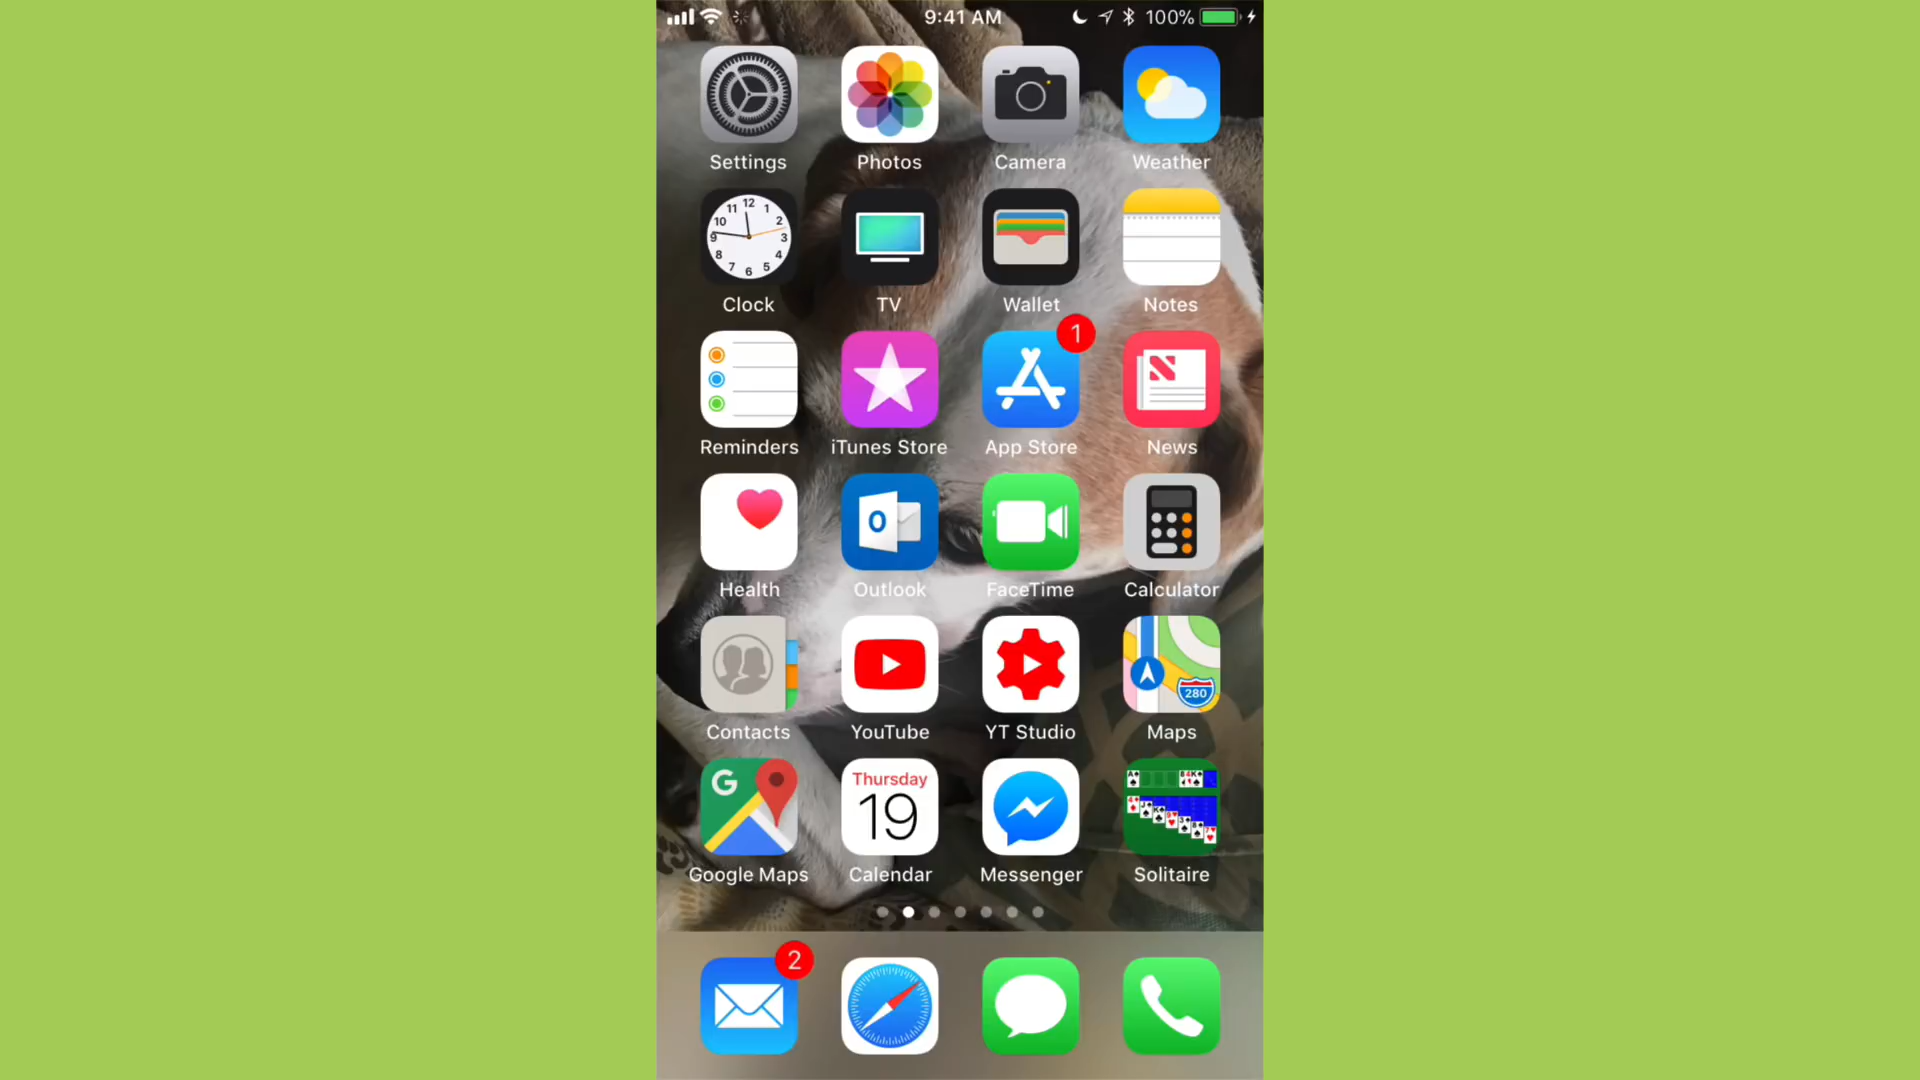 9:41 AM 100%
Settings Photos Camera Weather
12
11 1
10 2
9 3
8 4
7 5
6
Clock TV Wallet Notes
1
Reminders iTunes Store App Store News
O
Health Outlook FaceTime Calculator
280
Contacts YouTube YT Studio Maps
G
Thursday
19
Google Maps Calendar Messenger Solitaire
2